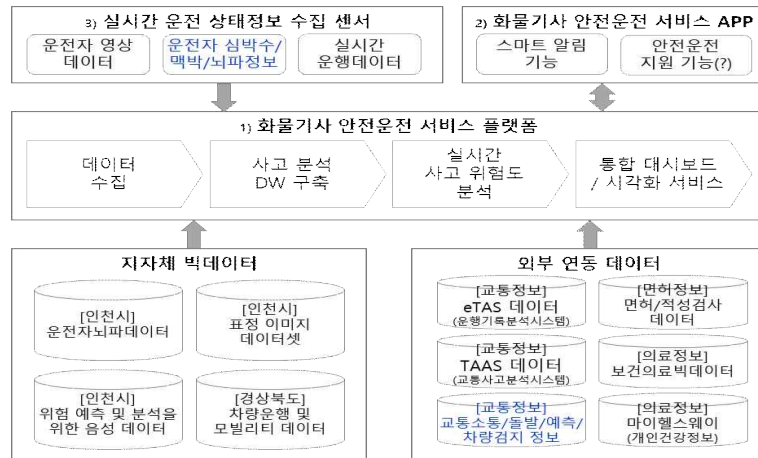 3) 실시간 운전 상태정보 수집 센서
운전자 영상
데이터
운전자 심박수/
맥박/뇌파정보
실시간
운행데이터
2) 화물기사 안전운전 서비스 APP
스마트 알림
기능
안전운전
지원 기능(?)
1) 화물기사 안전운전 서비스 플랫폼
데이터
수집
사고 분석
DW 구축
실시간
사고 위험도
분석
통합 대시보드
/ 시각화 서비스
지자체 빅데이터
[인천시]
운전자뇌파데이터
[인천시]
표정 이미지
데이터셋
[인천시]
위험 예측 및 분석을
위한 음성 데이터
[경상북도]
차량운행 및
모빌리티 데이터
외부 연동 데이터
[교통정보]
eTAS 데이터
(운행기록분석시스템)
[면허정보]
면허/적성검사
데이터
[교통정보]
TAAS 데이터
(교통사고분석시스템)
[의료정보]
보건의료빅데이터
[교통정보]
교통소통/돌발/예측/
차량검지 정보
[의료정보]
마이헬스웨이
(개인건강정보)